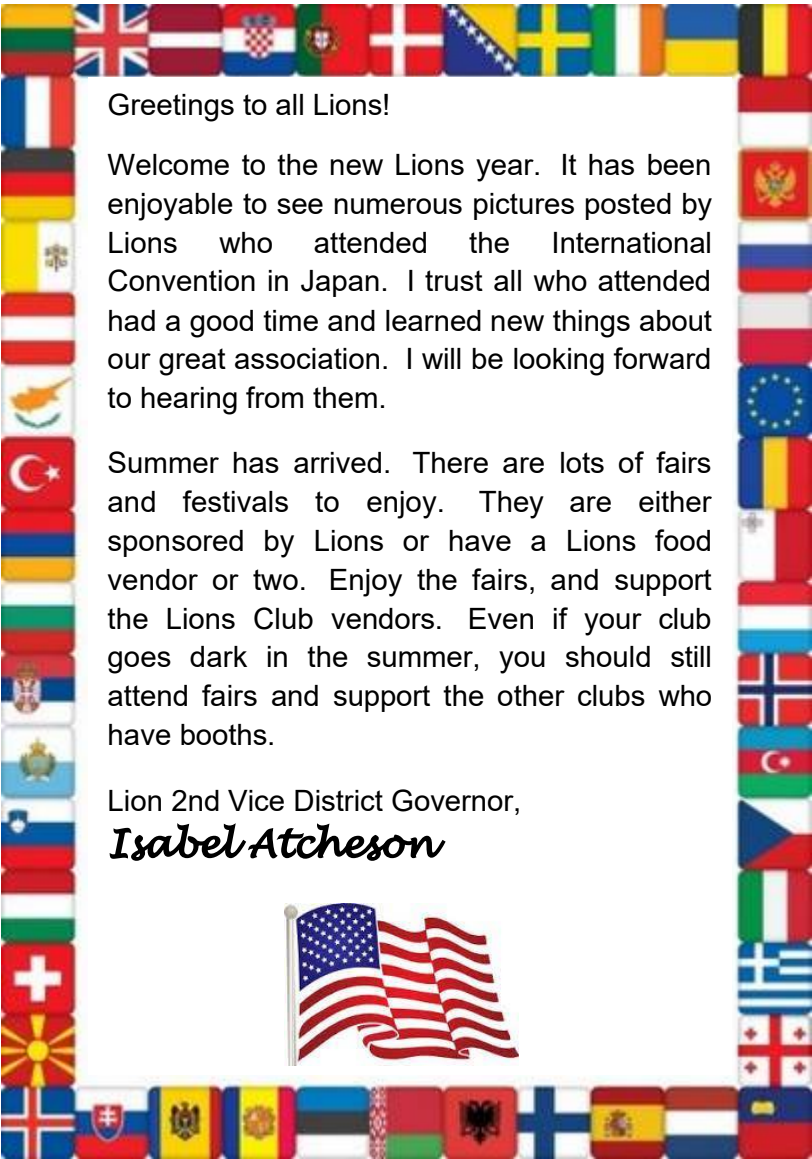 Greetings to all Lions!
Welcome to the new Lions year. It has been
enjoyable to see numerous pictures posted by
Lions who attended the International
Convention in Japan. I trust all who attended
had a good time and learned new things about
our great association. I will be looking forward
to hearing from them.
Summer has arrived. There are lots of fairs
and festivals to enjoy. They are either
sponsored by Lions or have a Lions food
vendor or two. Enjoy the fairs, and support
the Lions Club vendors. Even if your club
goes dark in the summer, you should still
attend fairs and support the other clubs who
have booths.
Lion 2nd Vice District Governor,
Isabel Atcheson